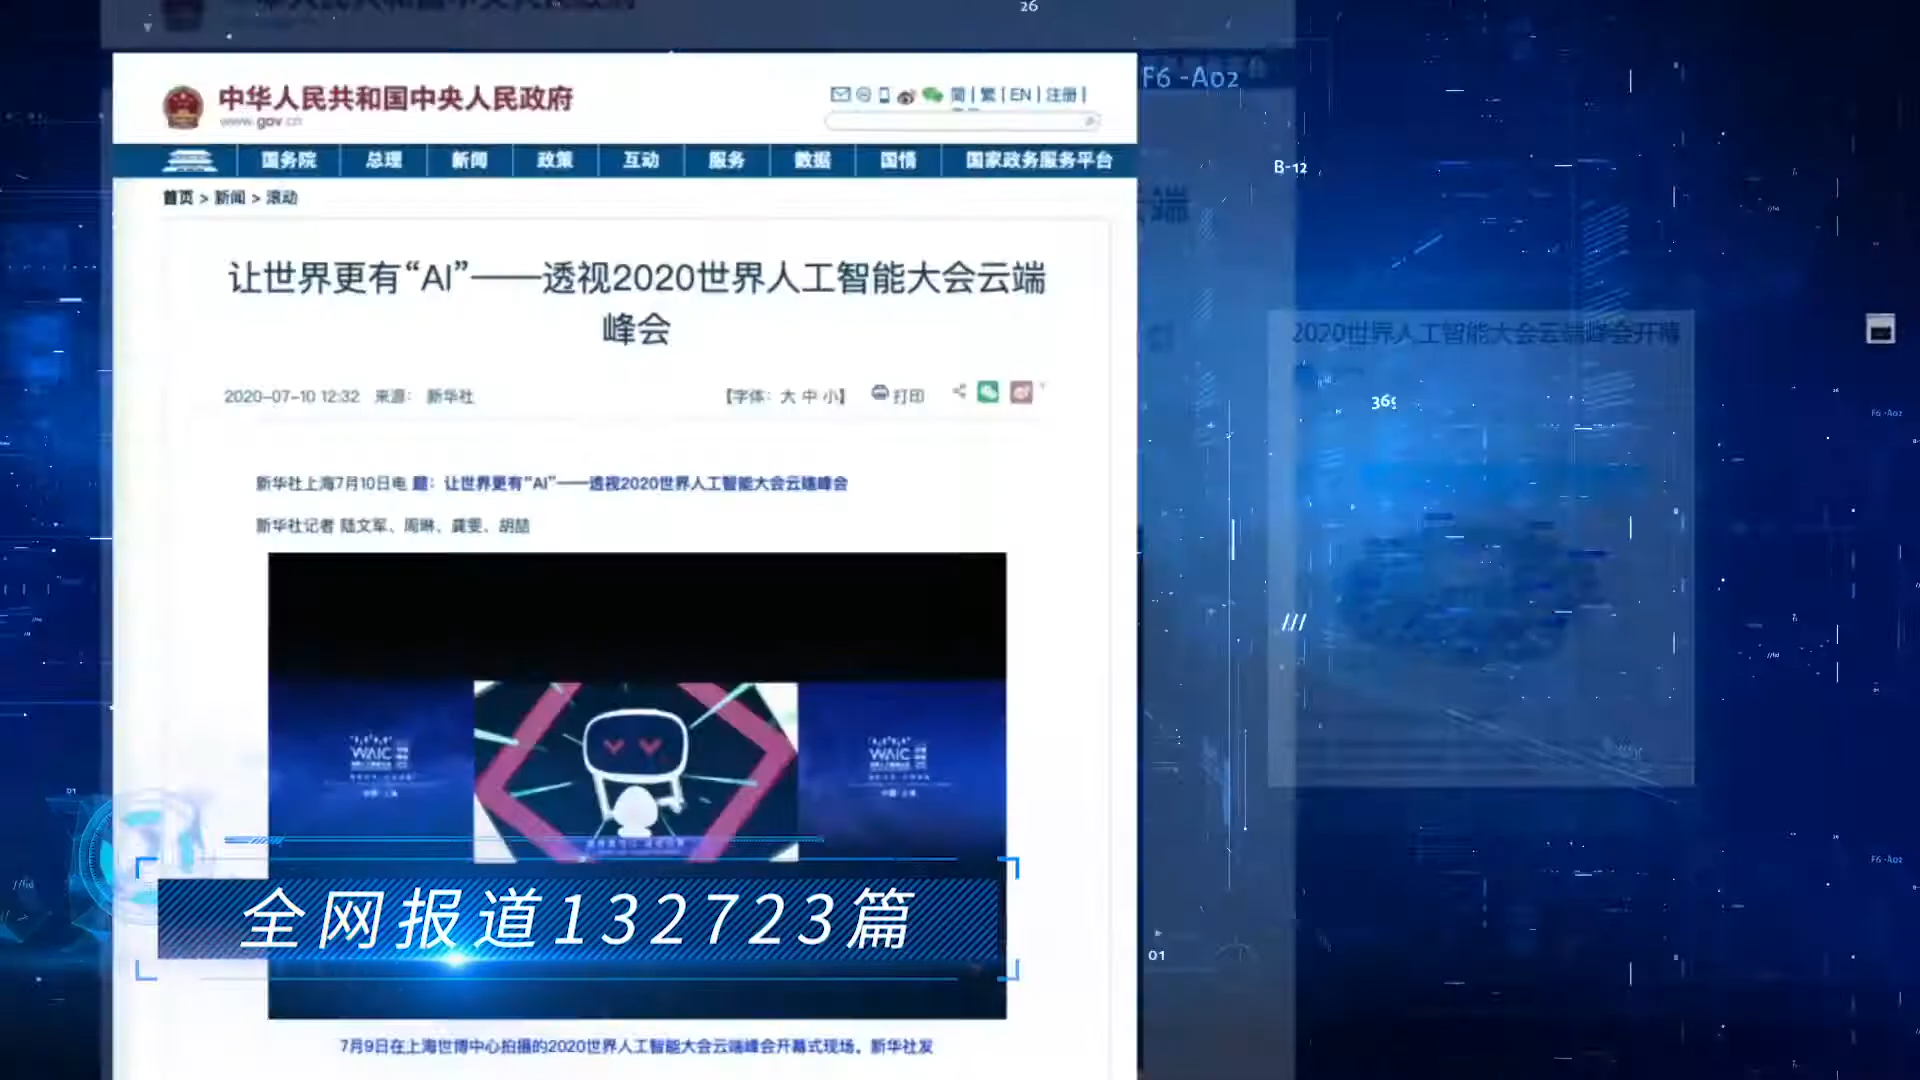 26
中华人民共和国中央人民政府
www.gov.cn
简 | 繁 | EN | 注册 |
F6 -A02
国务院 总理 新闻 政策 互动 服务 数据 国情 国家政务服务平台
B-12
首页 > 新闻 > 滚动
让世界更有“AI”——透视2020世界人工智能大会云端
峰会
2020世界人工智能大会云端峰会开幕
2020-07-10 12:32 来源： 新华社
【字体：大 中 小】 打印
新华社上海7月10日电 题：让世界更有“AI”——透视2020世界人工智能大会云端峰会
新华社记者 陆文军、周琳、龚雯、胡喆
///
WAIC
WAIC
全网报道132723篇
01
7月9日在上海世博中心拍摄的2020世界人工智能大会云端峰会开幕式现场。新华社发